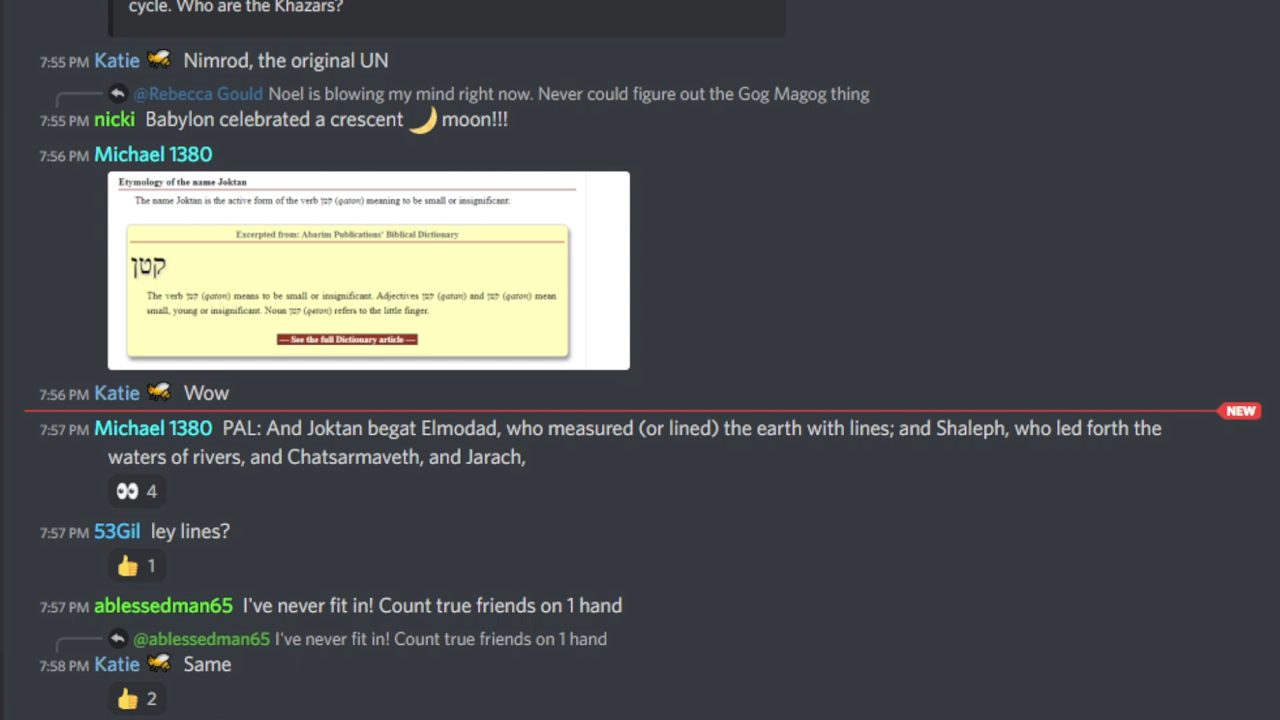 cycle. Who are the Khazars?
7:55 PM Katie Nimrod, the original UN
@Rebecca Gould Noel is blowing my mind right now. Never could figure out the Gog Magog thing
7:55 PM nicki Babylon celebrated a crescent 🌙 moon!!!
7:56 PM Michael 1380
Etymology of the name Joktan
The name Joktan is the active form of the verb קטן (qaton) meaning to be small or insignificant:
Excerpted from: Abarim Publications' Biblical Dictionary
קטן
The verb קטן (qaton) means to be small or insignificant. Adjectives קטן (qatan) and קטן (qaton) mean
small, young or insignificant. Noun קטן (qoton) refers to the little finger.
— See the full Dictionary article —
7:56 PM Katie Wow
NEW
7:57 PM Michael 1380 PAL: And Joktan begat Elmodad, who measured (or lined) the earth with lines; and Shaleph, who led forth the
waters of rivers, and Chatsarmaveth, and Jarach,
👀 4
7:57 PM 53Gil ley lines?
👍 1
7:57 PM ablessedman65 I've never fit in! Count true friends on 1 hand
@ablessedman65 I've never fit in! Count true friends on 1 hand
7:58 PM Katie Same
👍 2